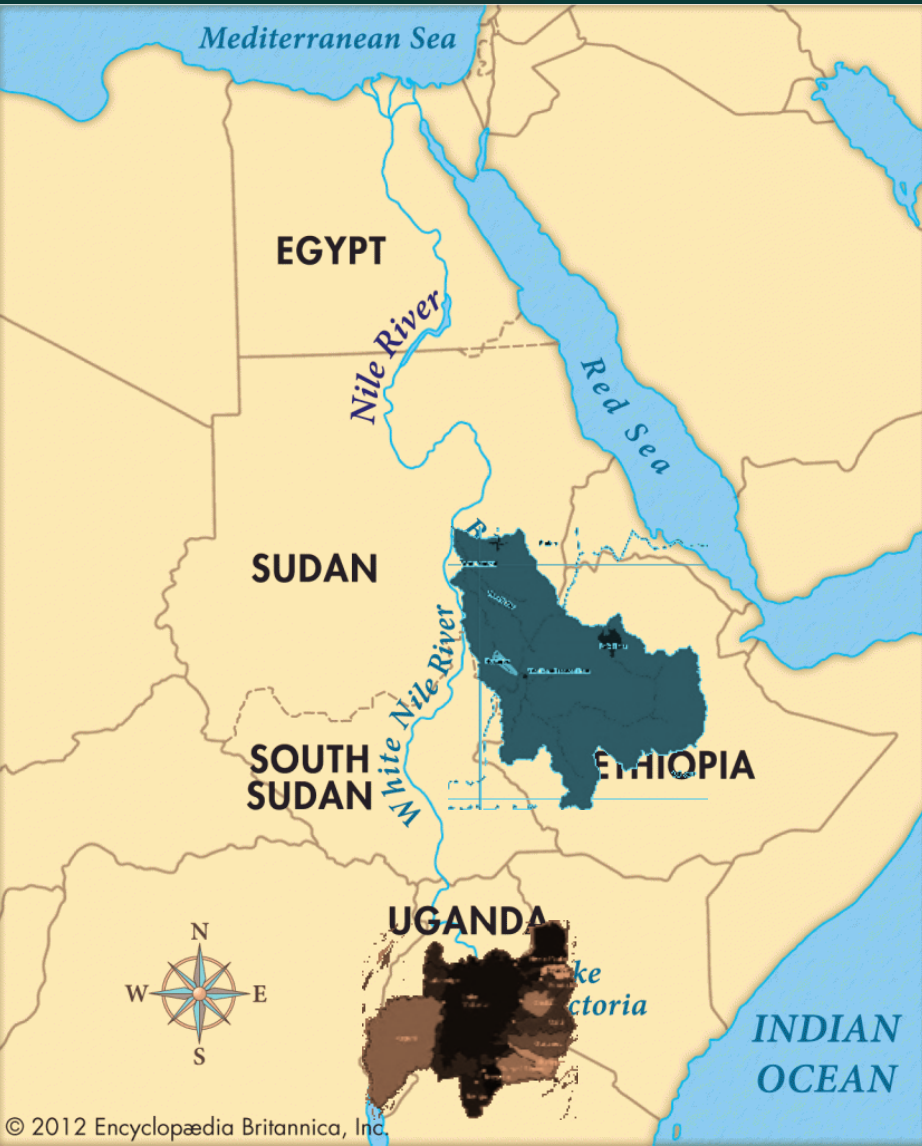 Mediterranean Sea
EGYPT
Nile River
Red Sea
SUDAN
White Nile River
SOUTH
SUDAN
ETHIOPIA
UGANDA
N
W
E
S
INDIAN
OCEAN
© 2012 Encyclopædia Britannica, Inc.